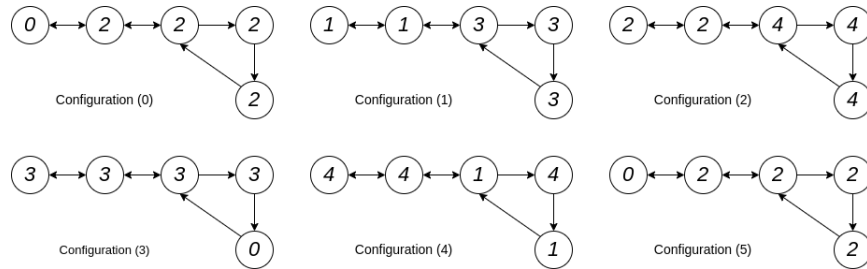 0 2 2 2 1 1 3 3 2 2 4 4
2 3 4
Configuration (0) Configuration (1) Configuration (2)
3 3 3 3 4 4 1 4 0 2 2 2
0 1 2
Configuration (3) Configuration (4) Configuration (5)